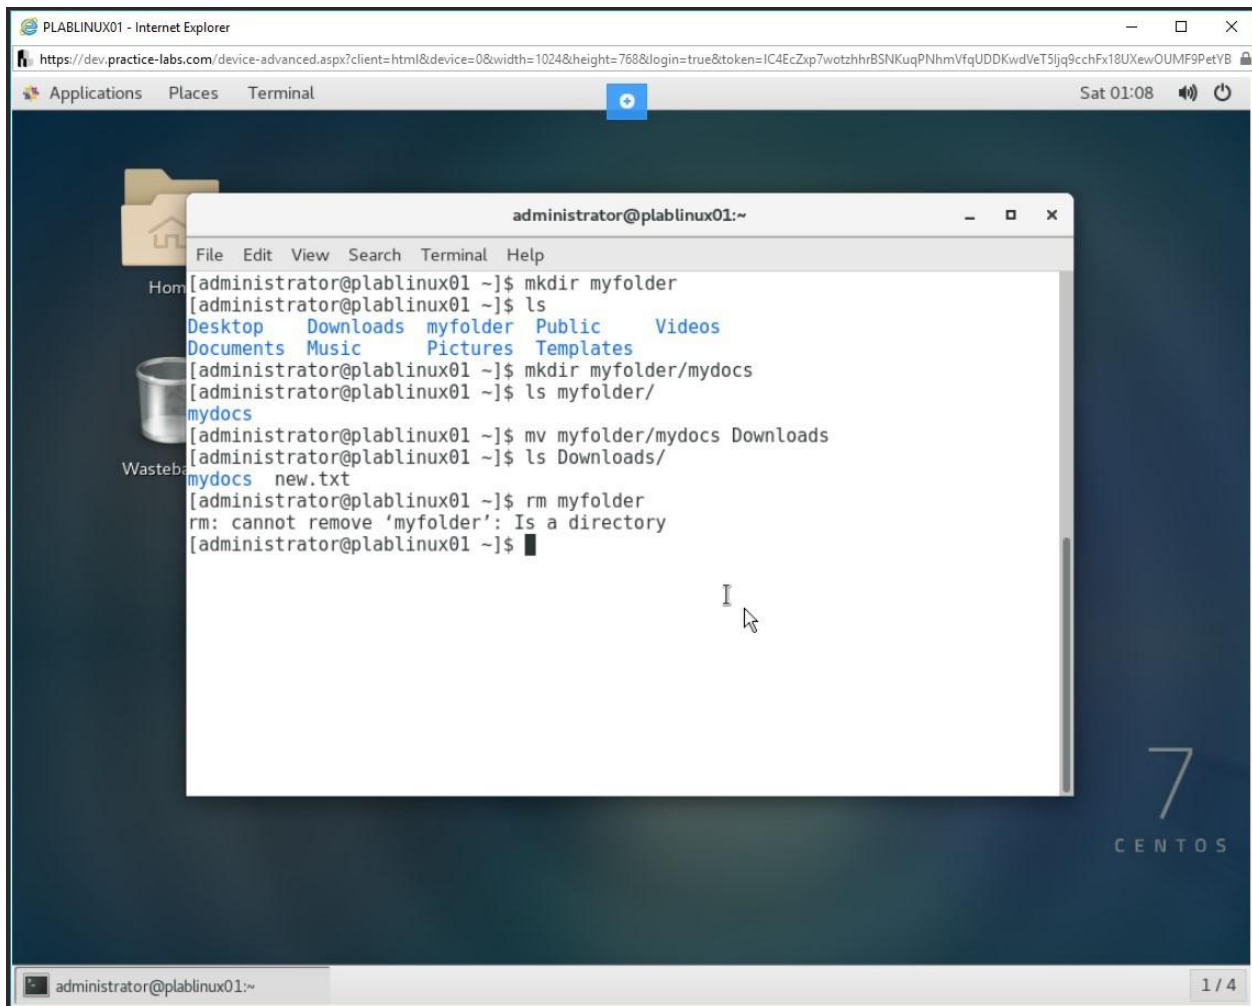 PLABLINUX01 - Internet Explorer
https://dev.practice-labs.com/device-advanced.aspx?client=html&device=0&width=1024&height=768&login=true&token=
Applications Places Terminal Sat 01:08
administrator@plablinux01:~
File Edit View Search Terminal Help
Hom
[administrator@plablinux01 ~]$ mkdir myfolder
[administrator@plablinux01 ~]$ ls
Desktop Downloads myfolder Public Videos
Documents Music Pictures Templates
[administrator@plablinux01 ~]$ mkdir myfolder/mydocs
[administrator@plablinux01 ~]$ ls myfolder/
mydocs
[administrator@plablinux01 ~]$ mv myfolder/mydocs Downloads
[administrator@plablinux01 ~]$ ls Downloads/
Wasteba
mydocs new.txt
[administrator@plablinux01 ~]$ rm myfolder
rm: cannot remove ‘myfolder’: Is a directory
[administrator@plablinux01 ~]$
7
CENTOS
administrator@plablinux01:~
1 / 4